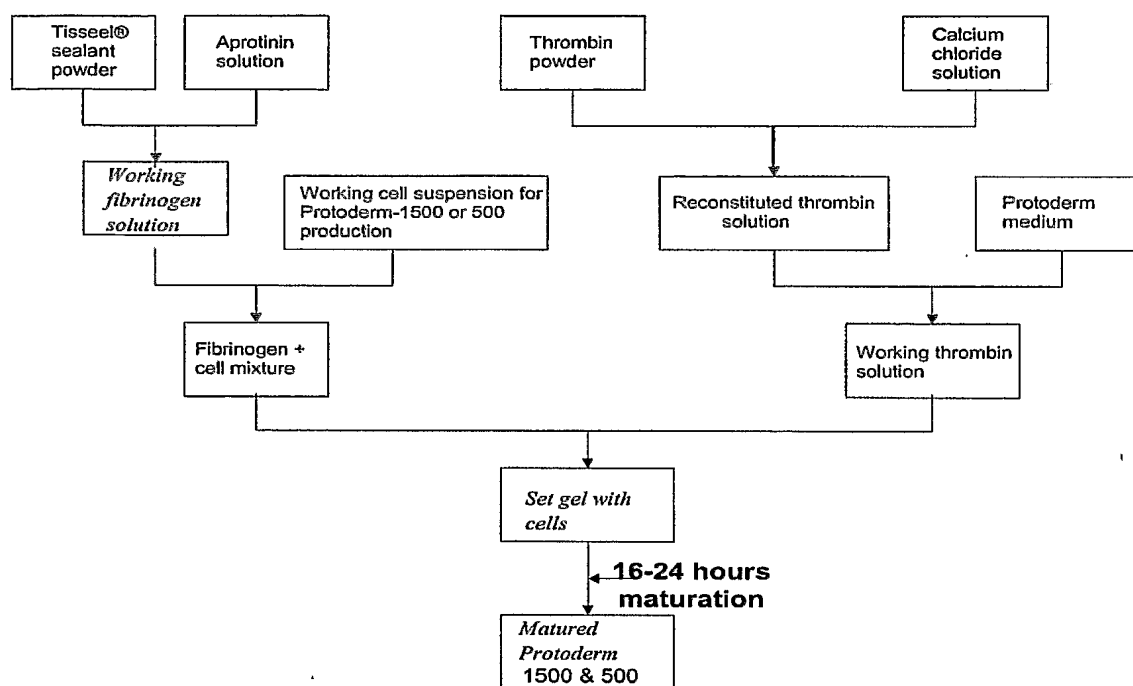 Tisseel®
sealant
powder
Aprotinin
solution
Thrombin
powder
Calcium
chloride
solution
Working
fibrinogen
solution
Working cell suspension for
Protoderm-1500 or 500
production
Reconstituted thrombin
solution
Protoderm
medium
Fibrinogen +
cell mixture
Working thrombin
solution
Set gel with
cells
16-24 hours
maturation
Matured
Protoderm
1500 & 500